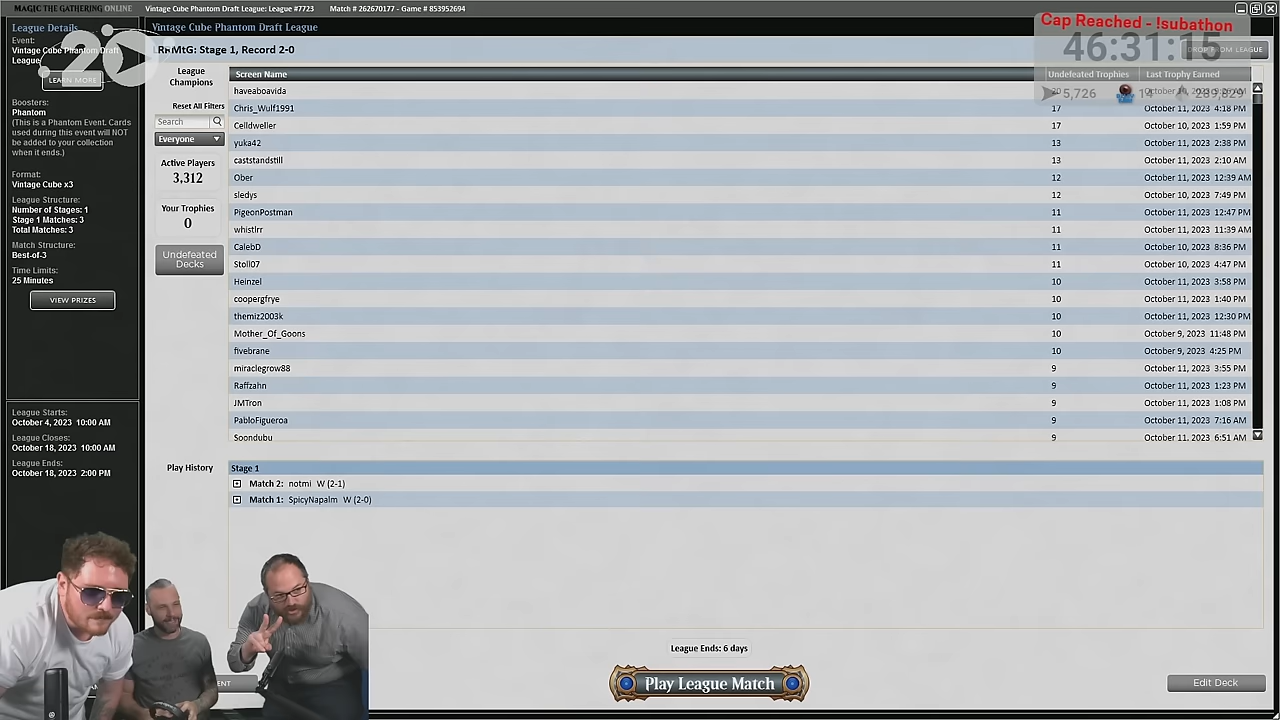 MAGIC THE GATHERING ONLINE
Vintage Cube Phantom Draft League: League #7723
Match # 262670177 - Game # 853952694
League Details
Event:
Vintage Cube Phantom Draft
League
LEARN MORE
Boosters:
Phantom
(This is a Phantom Event. Cards
used during this event will NOT
be added to your collection
when it ends.)
Format:
Vintage Cube x3
League Structure:
Number of Stages: 1
Stage 1 Matches: 3
Total Matches: 3
Match Structure:
Best-of-3
Time Limits:
25 Minutes
VIEW PRIZES
League Starts:
October 4, 2023 10:00 AM
League Closes:
October 18, 2023 10:00 AM
League Ends:
October 18, 2023 2:00 PM
20
Vintage Cube Phantom Draft League
LRRMtG: Stage 1, Record 2-0
Cap Reached - !subathon
46:31:15
DROP FROM LEAGUE
5,726
League
Champions
Reset All Filters
Search
Everyone
Active Players
3,312
Your Trophies
0
Undefeated
Decks
Screen Name Undefeated Trophies Last Trophy Earned
haveaboavida 20
Chris_Wulf1991 17 October 11, 2023 4:18 PM
Celldweller 17 October 10, 2023 1:59 PM
yuka42 13 October 11, 2023 2:38 PM
caststandstill 13 October 11, 2023 2:10 AM
Ober 12 October 11, 2023 12:39 AM
sledys 12 October 10, 2023 7:49 PM
PigeonPostman 11 October 11, 2023 12:47 PM
whistlrr 11 October 11, 2023 11:39 AM
CalebD 11 October 10, 2023 8:36 PM
Stoll07 11 October 10, 2023 4:47 PM
Heinzel 10 October 11, 2023 3:58 PM
coopergfrye 10 October 11, 2023 1:40 PM
themiz2003k 10 October 11, 2023 12:30 PM
Mother_Of_Goons 10 October 9, 2023 11:48 PM
fivebrane 10 October 9, 2023 4:25 PM
miraclegrow88 9 October 11, 2023 3:55 PM
Raffzahn 9 October 11, 2023 1:23 PM
JMTron 9 October 11, 2023 1:08 PM
PabloFigueroa 9 October 11, 2023 7:16 AM
Soondubu 9 October 11, 2023 6:51 AM
Play History
Stage 1
Match 2: notmi W (2-1)
Match 1: SpicyNapalm W (2-0)
League Ends: 6 days
Play League Match
Edit Deck